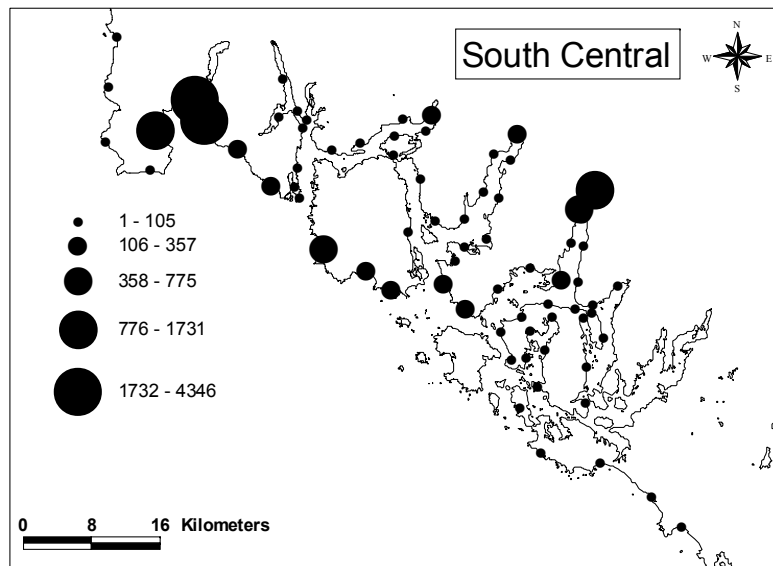 South Central
N
W E
S
1 - 105
106 - 357
358 - 775
776 - 1731
1732 - 4346
0 8 16 Kilometers